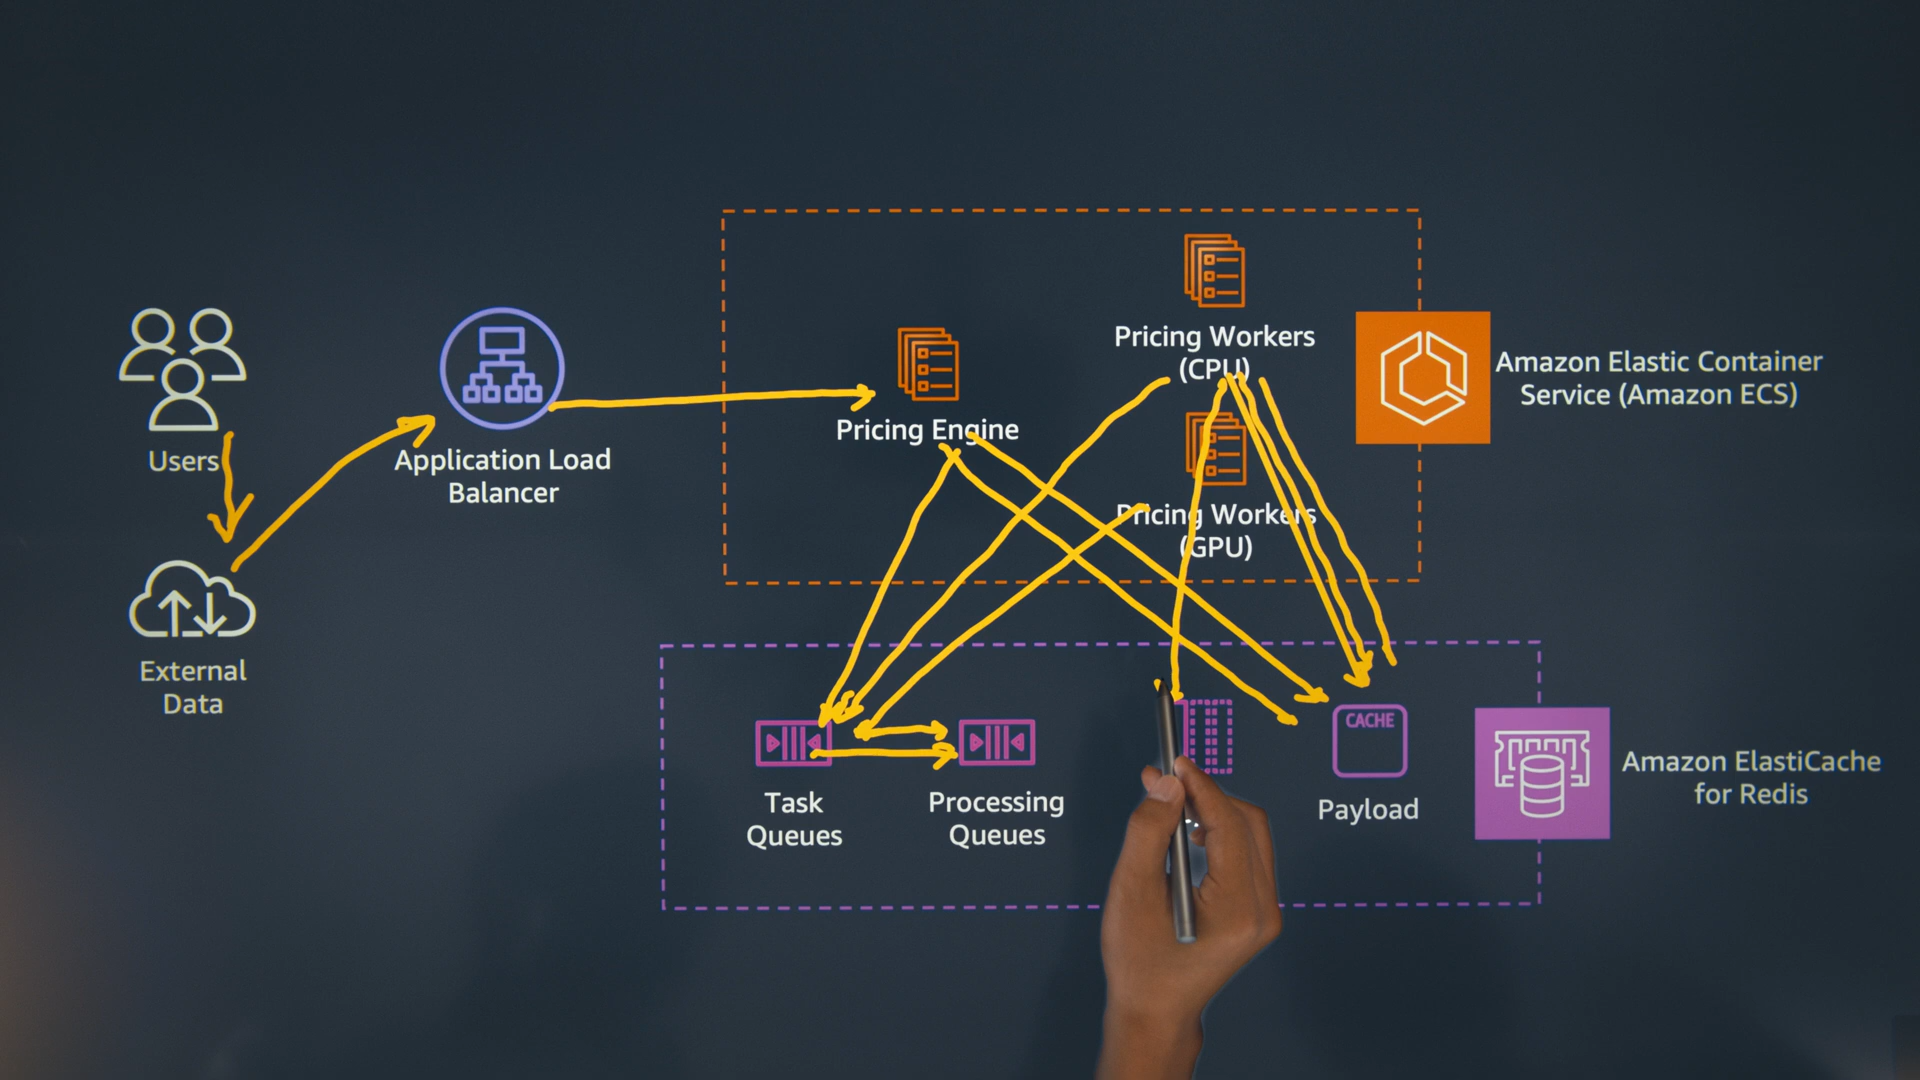 Users
External
Data
Application Load
Balancer
Pricing Engine
Pricing Workers
(CPU)
Pricing Workers
(GPU)
Amazon Elastic Container
Service (Amazon ECS)
Task
Queues
Processing
Queues
CACHE
Payload
Amazon ElastiCache
for Redis